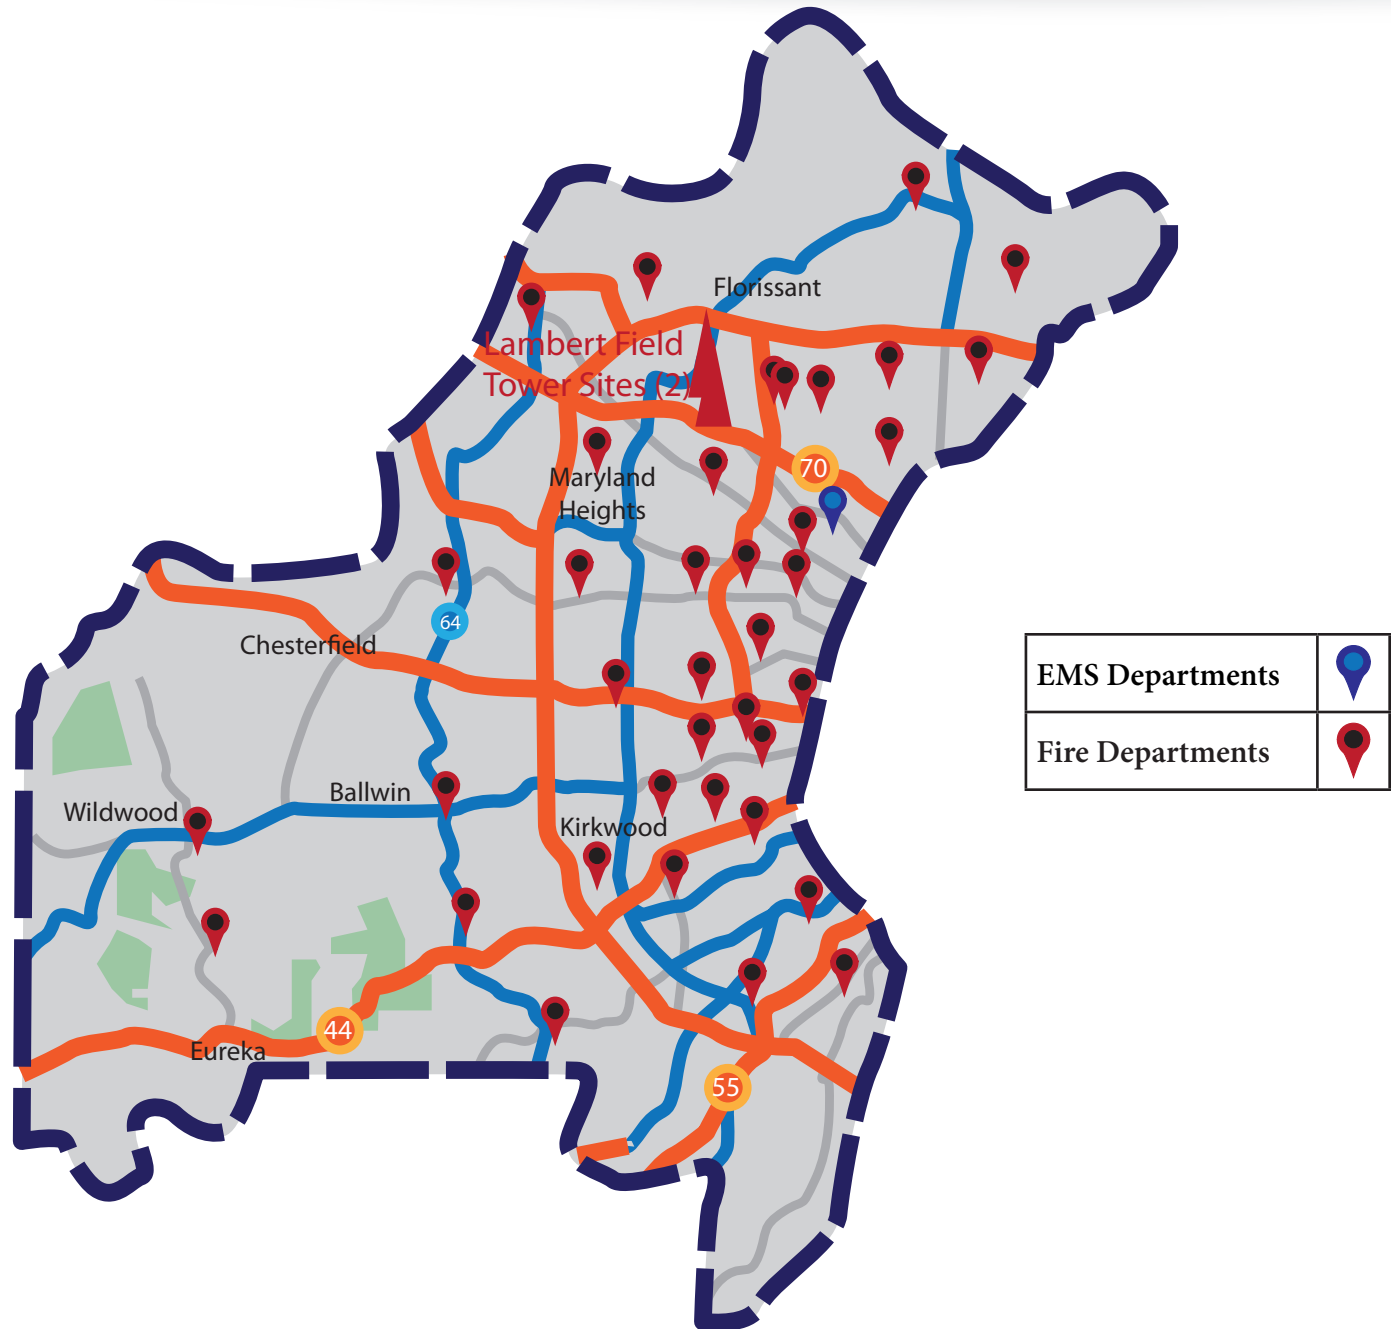 Florissant
Lambert Field
Tower Sites (2)
70
Maryland
Heights
64
Chesterfield
EMS Departments
Fire Departments
Ballwin
Wildwood
Kirkwood
44
Eureka
55